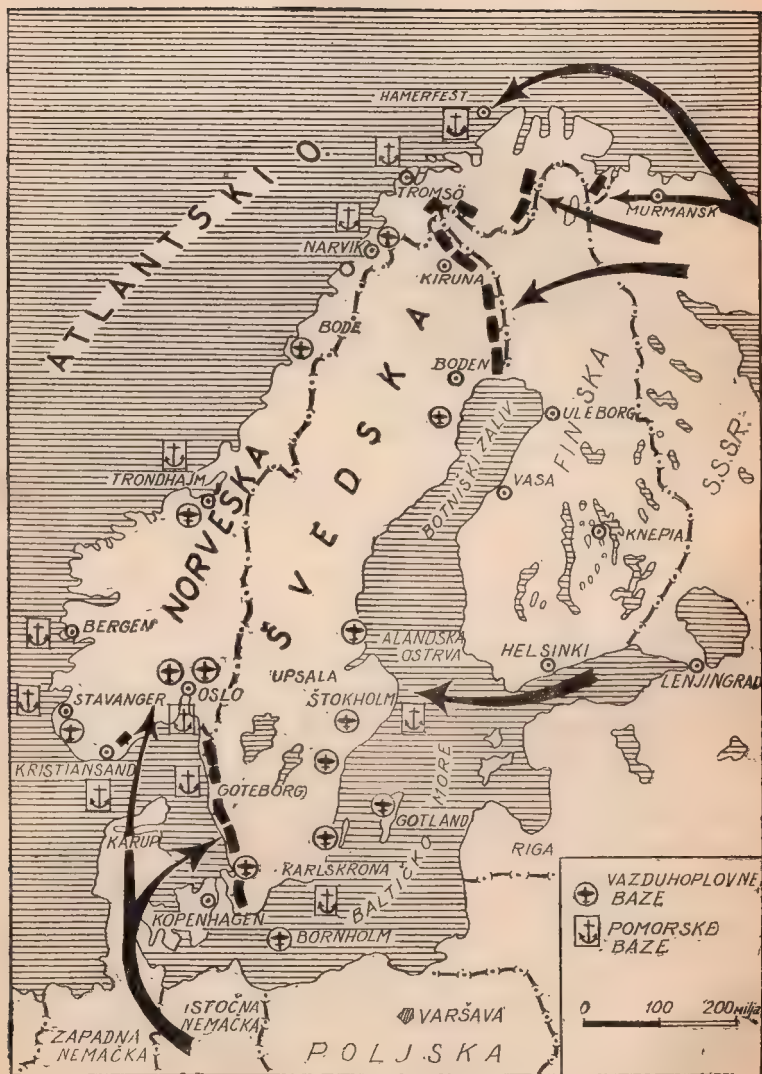 HAMERFEST
ATLANTSKI O.
TROMSÖ
MURMANSK
NARVIK
KIRUNA
BODE
BODEN
ULEBORG
FINSKA
S.S.S.R.
ŠVEDSKA
NORVEŠKA
BOTNIŠKI ZALIV
VASA
TRONDHAJM
KNEPIA
BERGEN
ALANDSKA
OSTRVA
HELSINKI
LENJINGRAD
UPSALA
OSLO
STAVANGER
ŠTOKHOLM
KRISTIANSAND
GOTEBORG
GOTLAND
BALTIČKO MORE
KARUP
RIGA
KARLSKRONA
KOPENHAGEN
BORNHOLM
VAZDUHOPLOVNE
BAZE
POMORSKE
BAZE
0 100 200 milja
ISTOČNA
NEMAČKA
VARŠAVA
ZAPADNA
NEMAČKA
POLJSKA